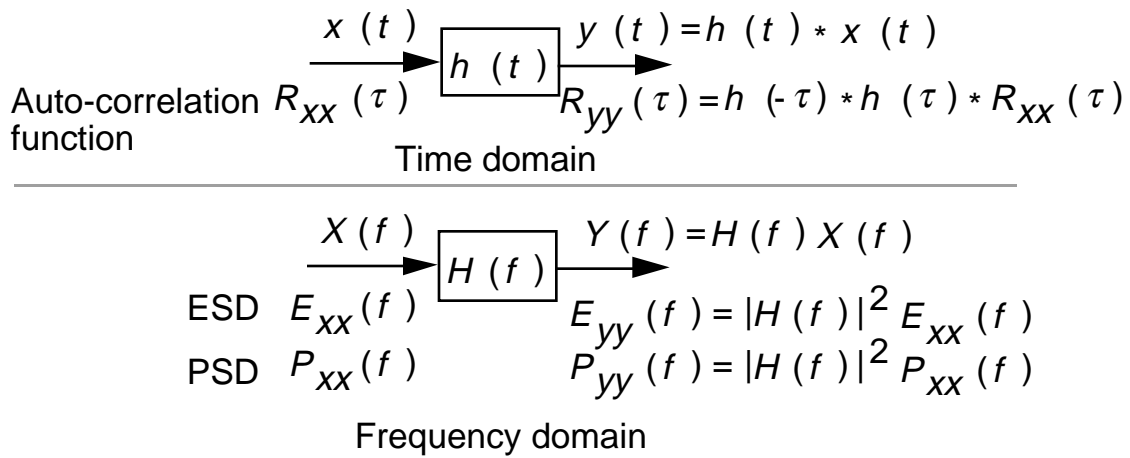 x (t) y (t) = h (t) * x (t)
h (t)
Auto-correlation R_xx (τ) R_yy (τ) = h (- τ) * h (τ) * R_xx (τ)
function
Time domain
X (f) Y (f) = H (f) X (f)
H (f)
ESD E_xx (f) E_yy (f) = |H (f)|² E_xx (f)
PSD P_xx (f) P_yy (f) = |H (f)|² P_xx (f)
Frequency domain